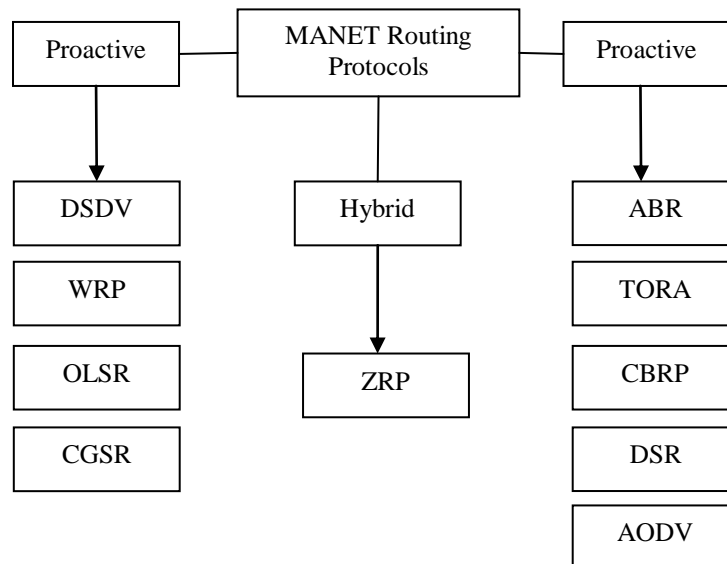 Proactive
MANET Routing
Protocols
Proactive
DSDV
Hybrid
ABR
WRP
TORA
OLSR
ZRP
CBRP
CGSR
DSR
AODV